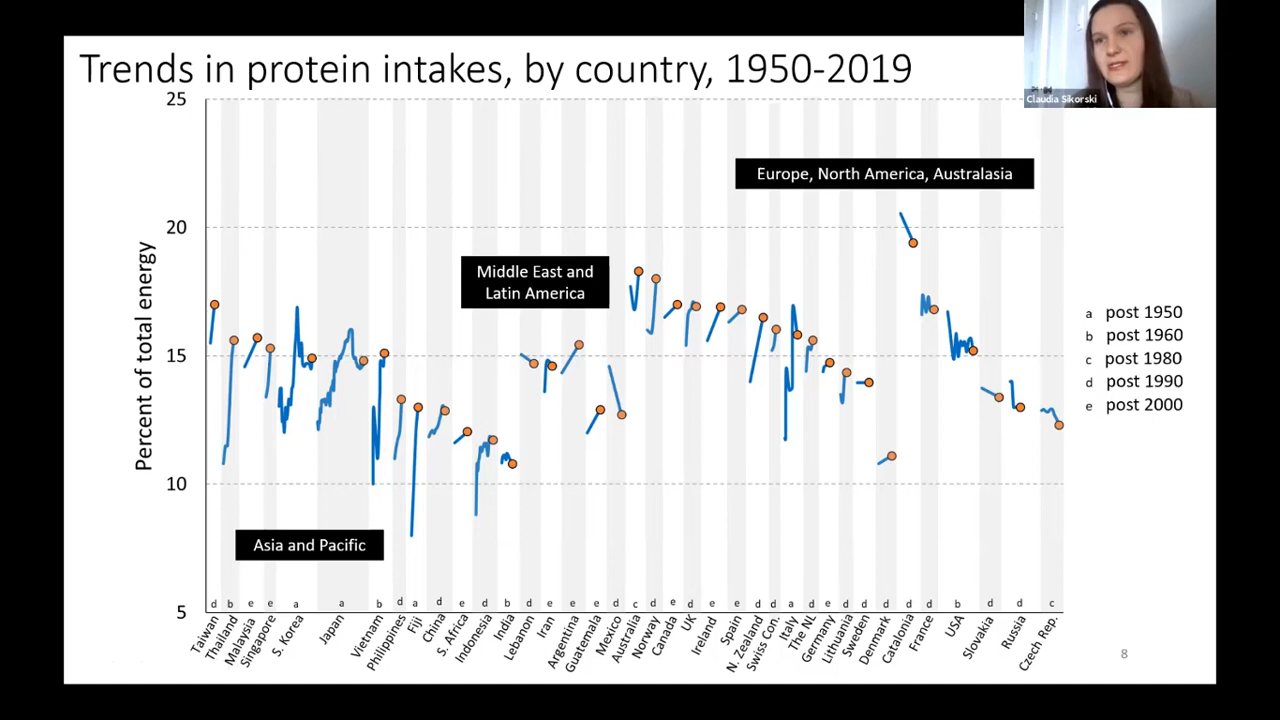 Trends in protein intakes, by country, 1950-2019
Claudia Sikorski
25
20
15
10
5
Percent of total energy
Europe, North America, Australasia
Middle East and
Latin America
Asia and Pacific
a post 1950
b post 1960
c post 1980
d post 1990
e post 2000
d b e e a a b d a d e d b d e e e d c d e d e e d d a d e d d d d d b d d c
Taiwan
Thailand
Malaysia
Singapore
S. Korea
Japan
Vietnam
Philippines
Fiji
China
S. Africa
Indonesia
India
Lebanon
Iran
Argentina
Guatemala
Mexico
Australia
Norway
Canada
UK
Ireland
Spain
N. Zealand
Swiss Con.
Italy
The NL
Germany
Lithuania
Sweden
Denmark
Catalonia
France
USA
Slovakia
Russia
Czech Rep.
8